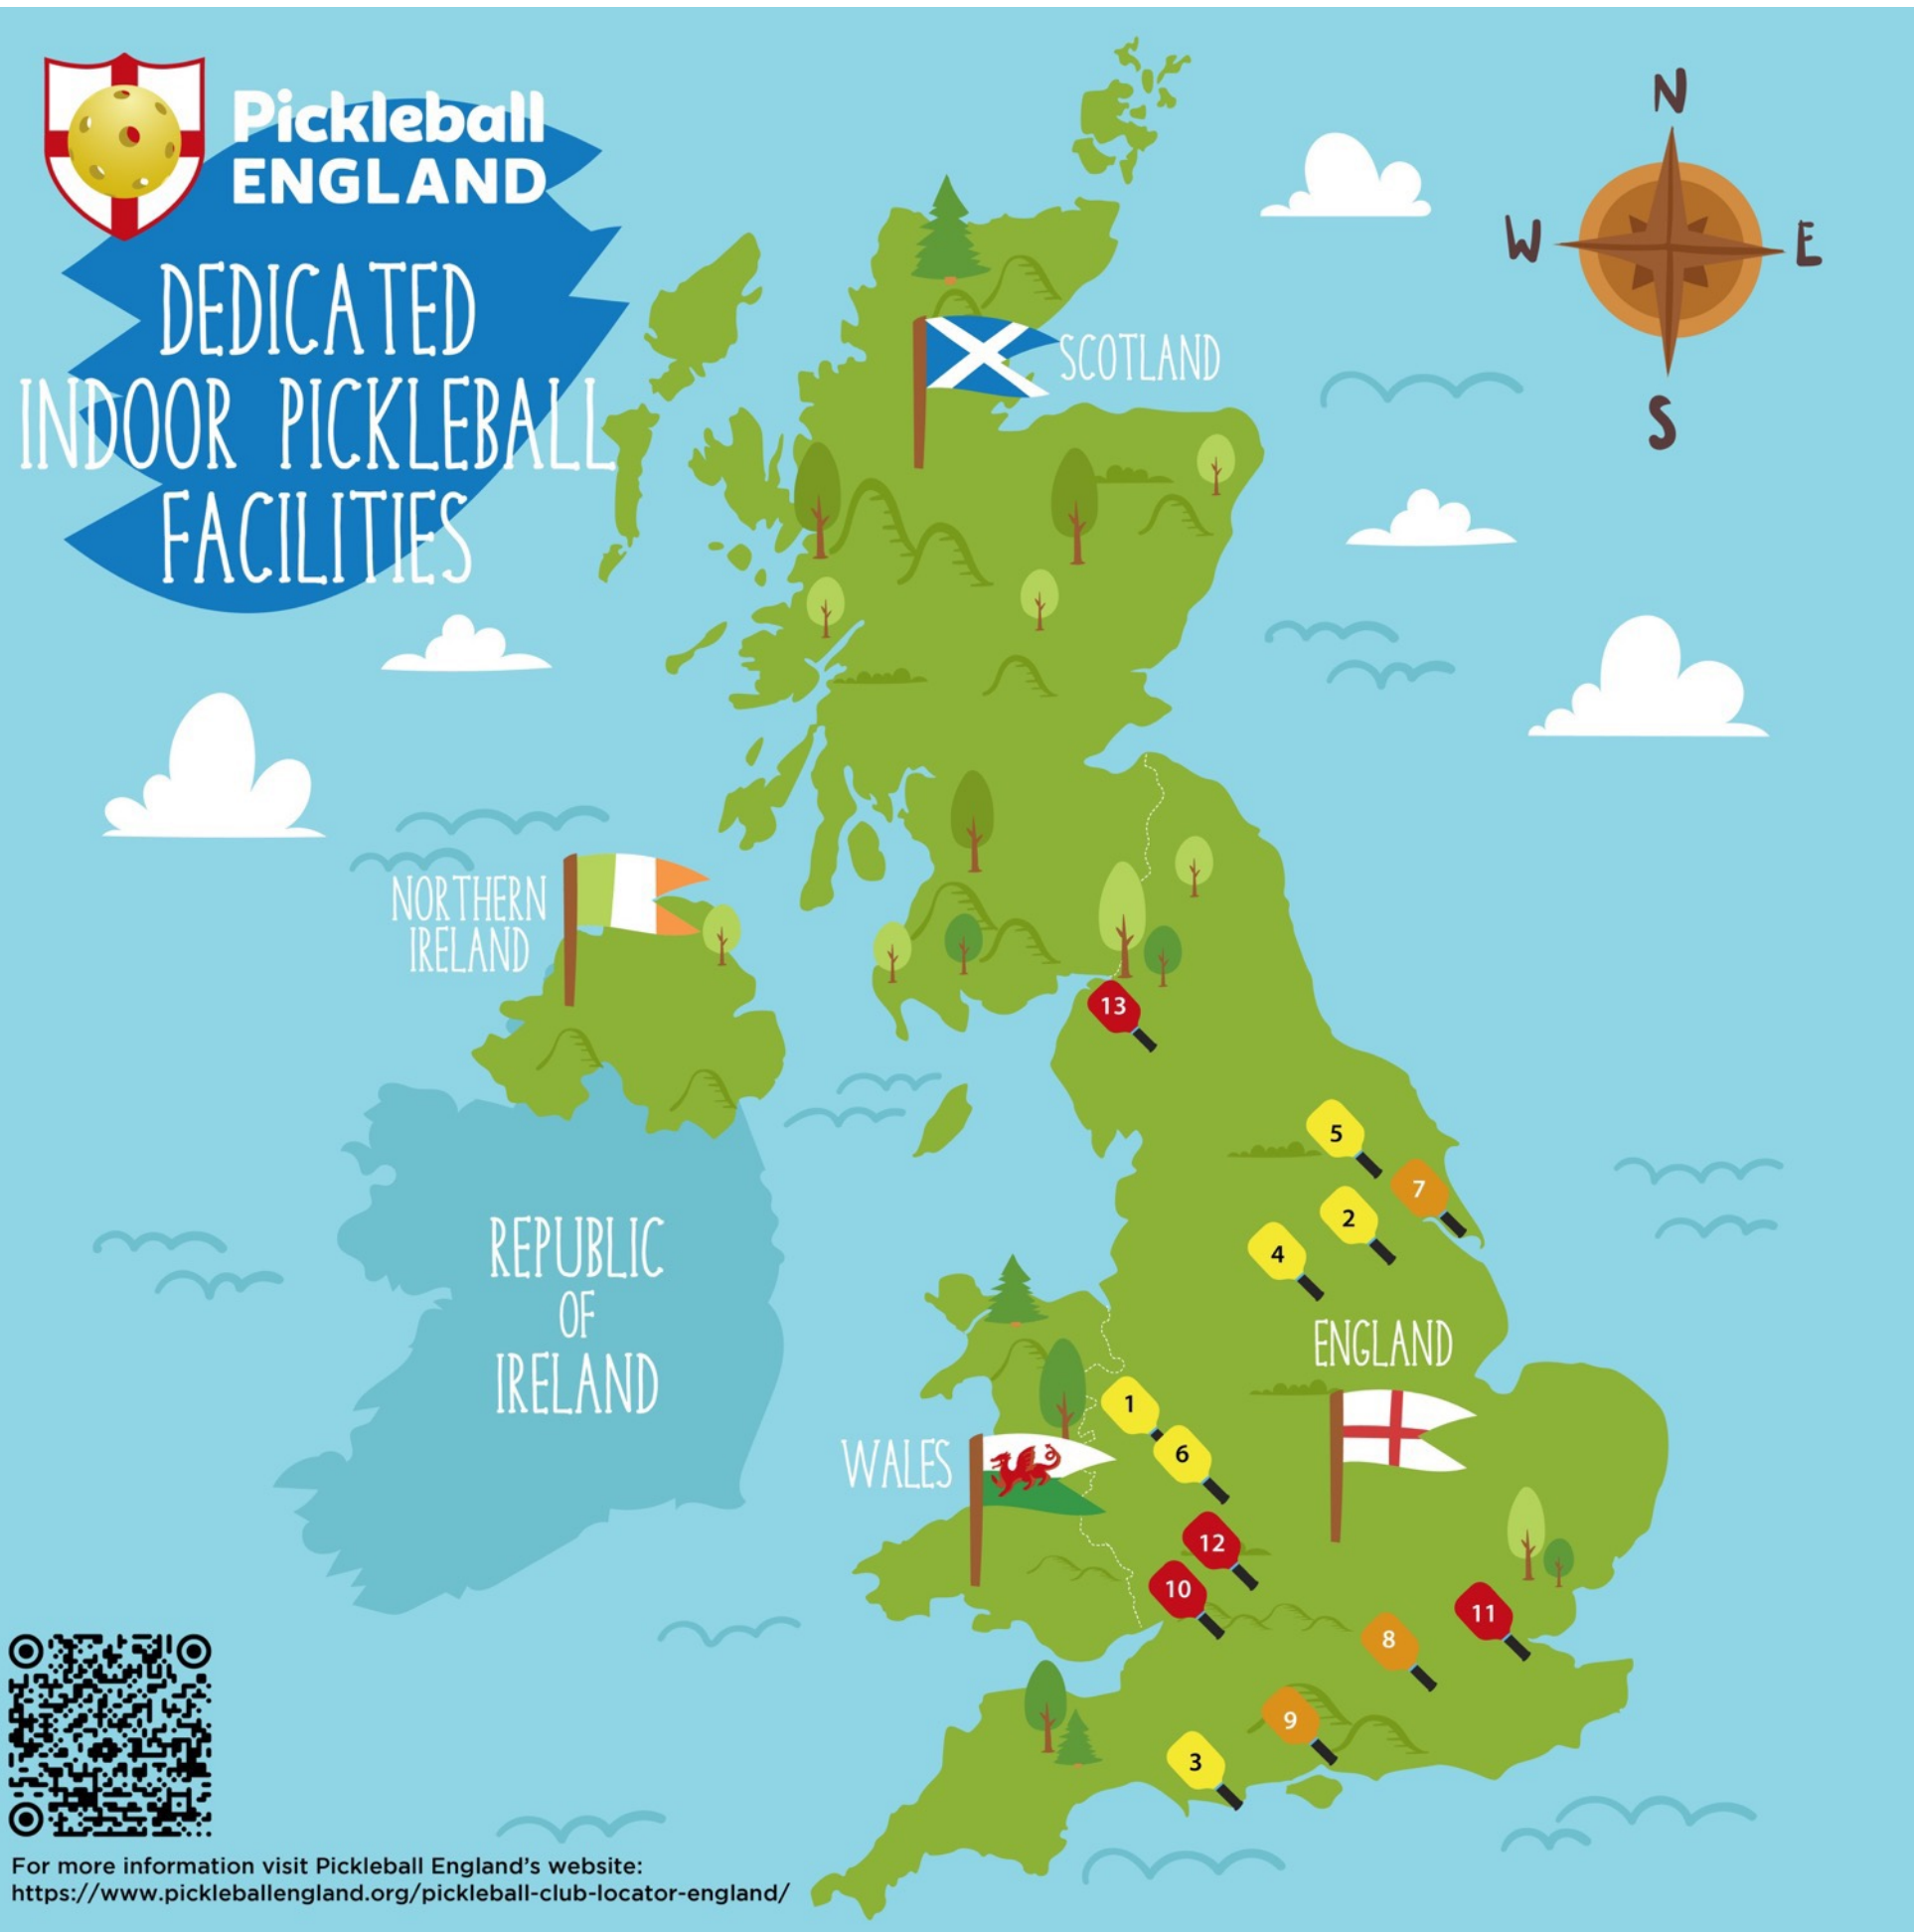 Pickleball
ENGLAND
DEDICATED
INDOOR PICKLEBALL
FACILITIES
N
W
E
S
SCOTLAND
NORTHERN
IRELAND
13
5
7
2
4
REPUBLIC
OF
IRELAND
ENGLAND
1
6
WALES
12
10
11
8
9
3
For more information visit Pickleball England's website:
https://www.pickleballengland.org/pickleball-club-locator-england/